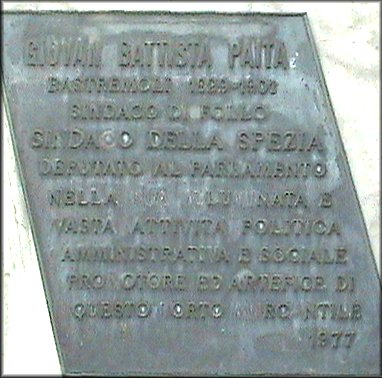 GIOVAN BATTISTA PAITA
BASTREMOLI
SINDACO DI FOLLO
SINDACO DELLA SPEZIA
DEPUTATO AL PARLAMENTO
NELLA SUA ILLUMINATA E
VASTA ATTIVITÀ POLITICA
AMMINISTRATIVA E SOCIALE
PROMOTORE ED ARTEFICE DI
QUESTO PORTO MERCANTILE
1977